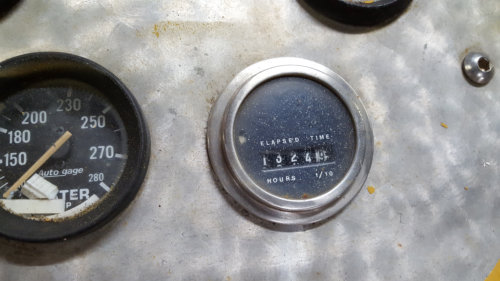 230
200
250
180
150
270
Auto gage
280
TER
P
ELAPSED TIME
HOURS 1/10